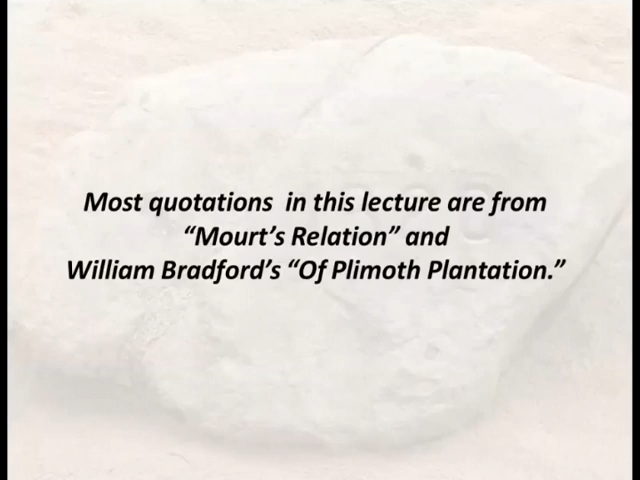 Most quotations  in this lecture are from
“Mourt’s Relation” and
William Bradford’s “Of Plimoth Plantation.”